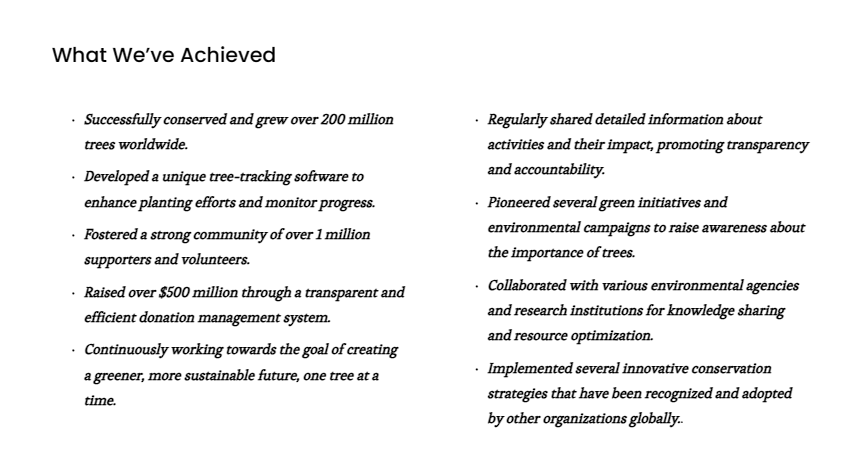 What We’ve Achieved
· Successfully conserved and grew over 200 million
trees worldwide.
· Developed a unique tree-tracking software to
enhance planting efforts and monitor progress.
· Fostered a strong community of over 1 million
supporters and volunteers.
· Raised over $500 million through a transparent and
efficient donation management system.
· Continuously working towards the goal of creating
a greener, more sustainable future, one tree at a
time.
· Regularly shared detailed information about
activities and their impact, promoting transparency
and accountability.
· Pioneered several green initiatives and
environmental campaigns to raise awareness about
the importance of trees.
· Collaborated with various environmental agencies
and research institutions for knowledge sharing
and resource optimization.
· Implemented several innovative conservation
strategies that have been recognized and adopted
by other organizations globally..